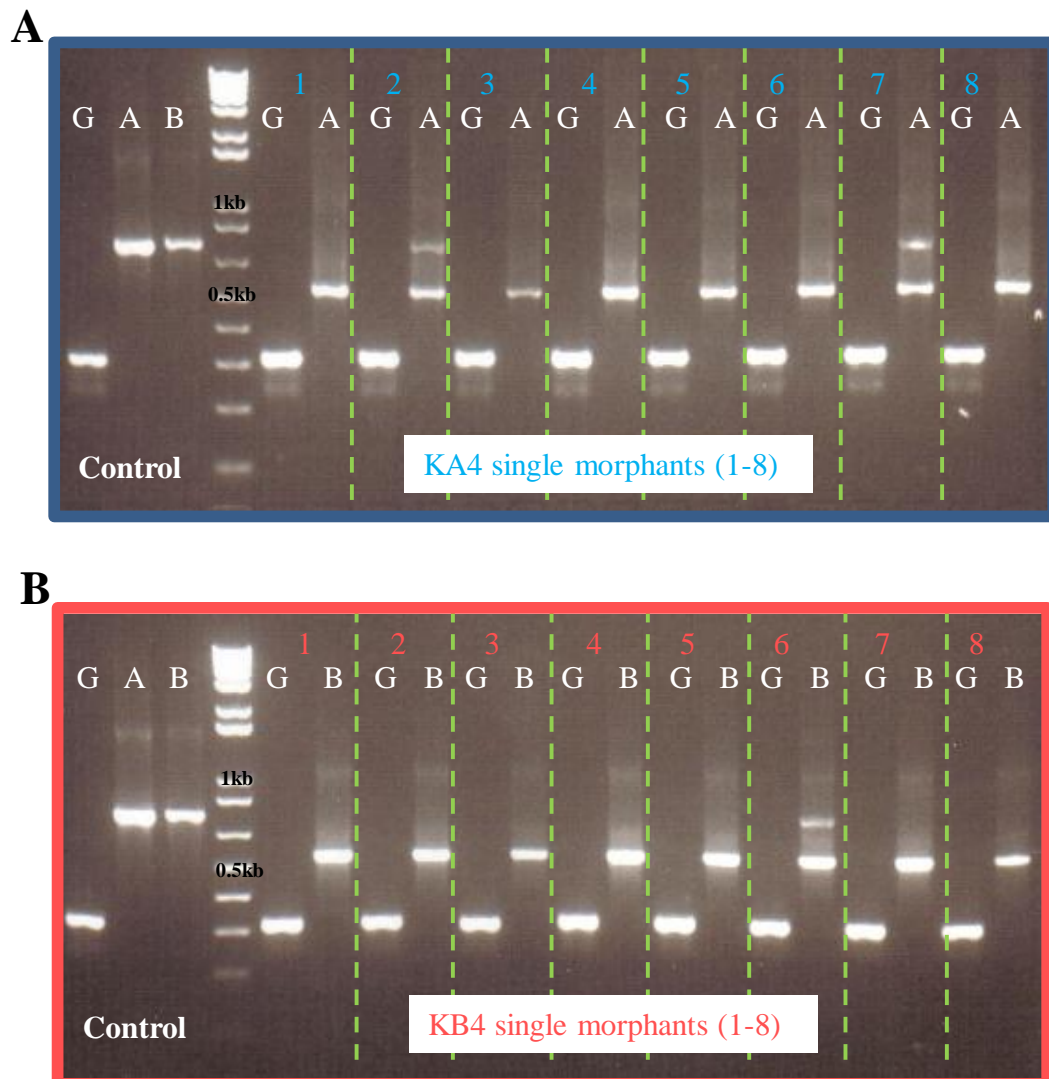 A
1 2 3 4 5 6 7 8
G A B G A G A G A G A G A G A G A G A
1kb
0.5kb
Control KA4 single morphants (1-8)
B
1 2 3 4 5 6 7 8
G A B G B G B G B G B G B G B G B G B
1kb
0.5kb
Control KB4 single morphants (1-8)